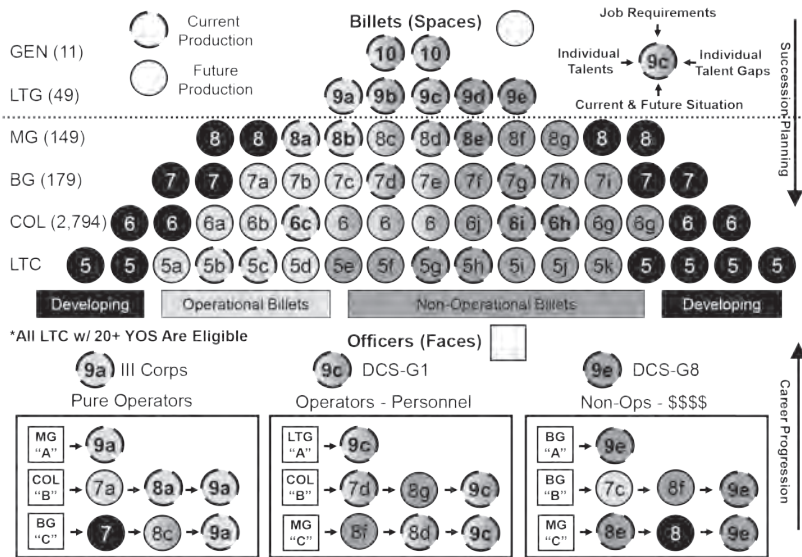 Current
Production
Future
Production
Billets (Spaces)
Job Requirements
Individual
Talents
9c
Individual
Talent Gaps
Current & Future Situation
Succession Planning
GEN (11) 10 10
LTG (49) 9a 9b 9c 9d 9e
MG (149) 8 8 8a 8b 8c 8d 8e 8f 8g 8 8
BG (179) 7 7 7a 7b 7c 7d 7e 7f 7g 7h 7i 7 7
COL (2,794) 6 6 6a 6b 6c 6 6 6 6j 6i 6h 6g 6g 6 6
LTC 5 5 5a 5b 5c 5d 5e 5f 5g 5h 5i 5j 5k 5 5 5 5
Developing Operational Billets Non-Operational Billets Developing
*All LTC w/ 20+ YOS Are Eligible
Officers (Faces)
9a III Corps
Pure Operators
MG
"A" 9a
COL
"B" 7a 8a 9a
BG
"C" 7 8c 9a
9c DCS-G1
Operators - Personnel
LTG
"A" 9c
COL
"B" 7d 8g 9c
MG
"C" 8f 8d 9c
9e DCS-G8
Non-Ops - $$$$
BG
"A" 9e
BG
"B" 7c 8f 9e
MG
"C" 8e 8 9e
Career Progression